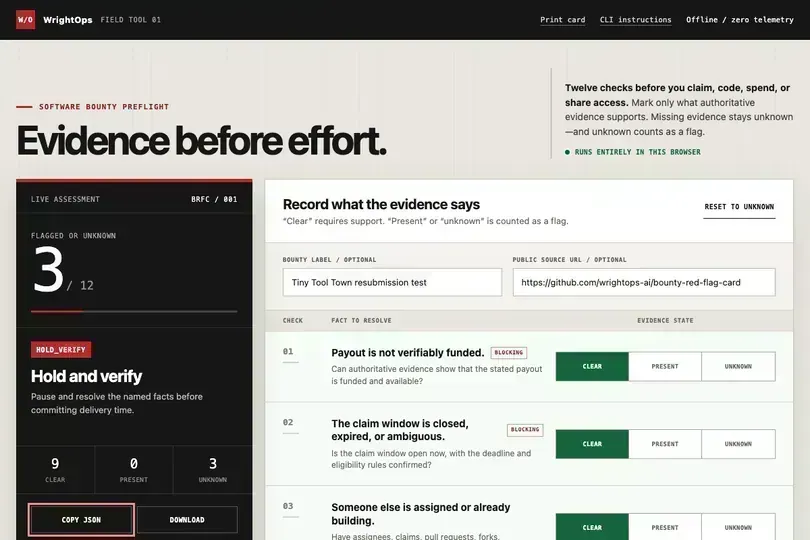 W/O WrightOps FIELD TOOL 01
Print card CLI instructions Offline / zero telemetry
SOFTWARE BOUNTY PREFLIGHT
Evidence before effort.
Twelve checks before you claim, code, spend, or
share access. Mark only what authoritative
evidence supports. Missing evidence stays unknown
—and unknown counts as a flag.
RUNS ENTIRELY IN THIS BROWSER
LIVE ASSESSMENT BRFC / 001
FLAGGED OR UNKNOWN
3 / 12
HOLD_VERIFY
Hold and verify
Pause and resolve the named facts before
committing delivery time.
9 0 3
CLEAR PRESENT UNKNOWN
COPY JSON DOWNLOAD
Record what the evidence says
“Clear” requires support. “Present” or “unknown” is counted as a flag.
RESET TO UNKNOWN
BOUNTY LABEL / OPTIONAL PUBLIC SOURCE URL / OPTIONAL
Tiny Tool Town resubmission test https://github.com/wrightops-ai/bounty-red-flag-card
CHECK FACT TO RESOLVE EVIDENCE STATE
01 Payout is not verifiably funded. BLOCKING
Can authoritative evidence show that the stated payout
is funded and available?
CLEAR PRESENT UNKNOWN
02 The claim window is closed,
expired, or ambiguous. BLOCKING
Is the claim window open now, with the deadline and
eligibility rules confirmed?
CLEAR PRESENT UNKNOWN
03 Someone else is assigned or already
building.
Have assignees, claims, pull requests, forks,
CLEAR PRESENT UNKNOWN